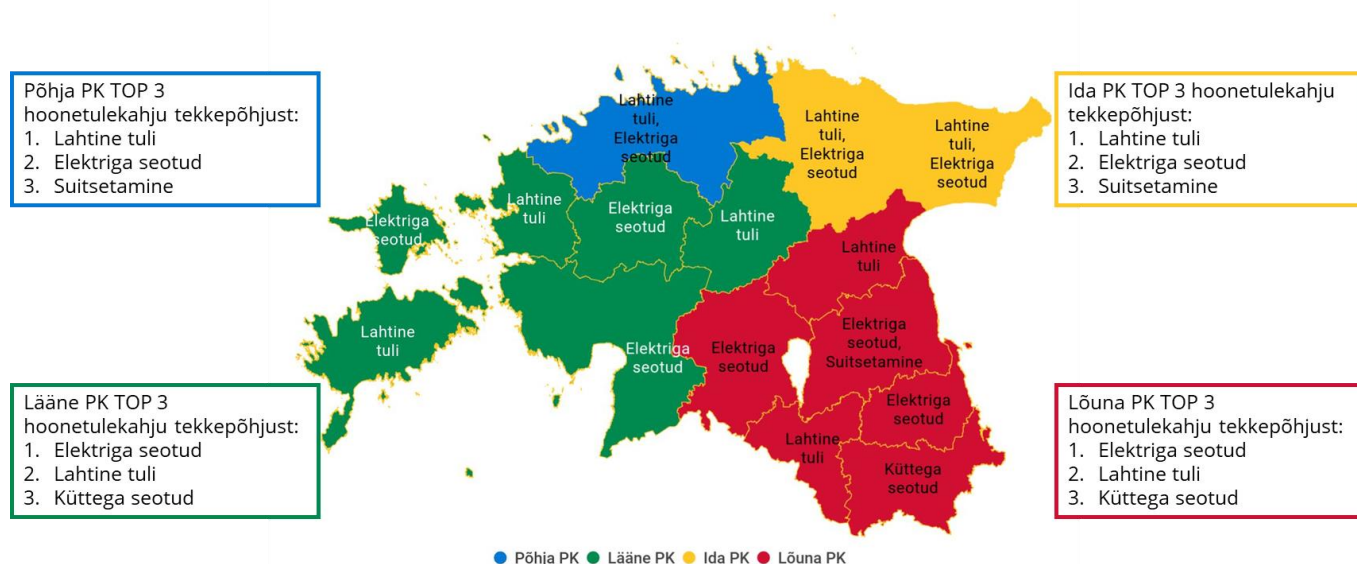 Põhja PK TOP 3
hoonetulekahju tekkepõhjust:
1. Lahtine tuli
2. Elektriga seotud
3. Suitsetamine
Ida PK TOP 3 hoonetulekahju
tekkepõhjust:
1. Lahtine tuli
2. Elektriga seotud
3. Suitsetamine
Lahtine
tuli,
Elektriga
seotud
Lahtine
tuli,
Elektriga
seotud
Lahtine
tuli,
Elektriga
seotud
Elektriga
seotud
Lahtine
tuli
Elektriga
seotud
Lahtine
tuli
Lahtine
tuli
Lahtine
tuli
Elektriga
seotud
Elektriga
seotud
Elektriga
seotud,
Suitsetamine
Elektriga
seotud
Lahtine
tuli
Küttega
seotud
Lääne PK TOP 3
hoonetulekahju tekkepõhjust:
1. Elektriga seotud
2. Lahtine tuli
3. Küttega seotud
Lõuna PK TOP 3
hoonetulekahju tekkepõhjust:
1. Elektriga seotud
2. Lahtine tuli
3. Küttega seotud
Põhja PK Lääne PK Ida PK Lõuna PK